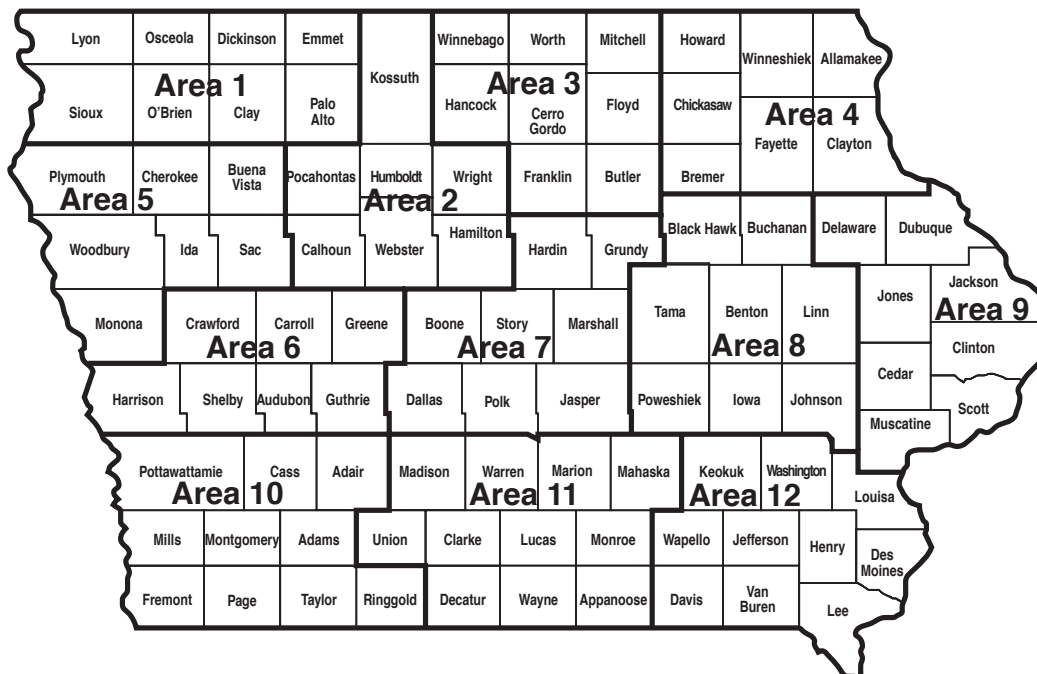 Lyon
Osceola
Dickinson
Emmet
Kossuth
Winnebago
Worth
Mitchell
Howard
Winneshiek
Allamakee
Area 1
Area 3
Area 4
Sioux
O'Brien
Clay
Palo
Alto
Hancock
Cerro
Gordo
Floyd
Chickasaw
Fayette
Clayton
Plymouth
Cherokee
Buena
Vista
Pocahontas
Humboldt
Wright
Franklin
Butler
Bremer
Area 5
Area 2
Woodbury
Ida
Sac
Calhoun
Webster
Hamilton
Hardin
Grundy
Black Hawk
Buchanan
Delaware
Dubuque
Monona
Crawford
Carroll
Greene
Boone
Story
Marshall
Tama
Benton
Linn
Jones
Jackson
Area 6
Area 7
Area 8
Area 9
Harrison
Shelby
Audubon
Guthrie
Dallas
Polk
Jasper
Poweshiek
Iowa
Johnson
Cedar
Clinton
Scott
Muscatine
Pottawattamie
Cass
Adair
Madison
Warren
Marion
Mahaska
Keokuk
Washington
Louisa
Area 10
Area 11
Area 12
Mills
Montgomery
Adams
Union
Clarke
Lucas
Monroe
Wapello
Jefferson
Henry
Des
Moines
Fremont
Page
Taylor
Ringgold
Decatur
Wayne
Appanoose
Davis
Van
Buren
Lee